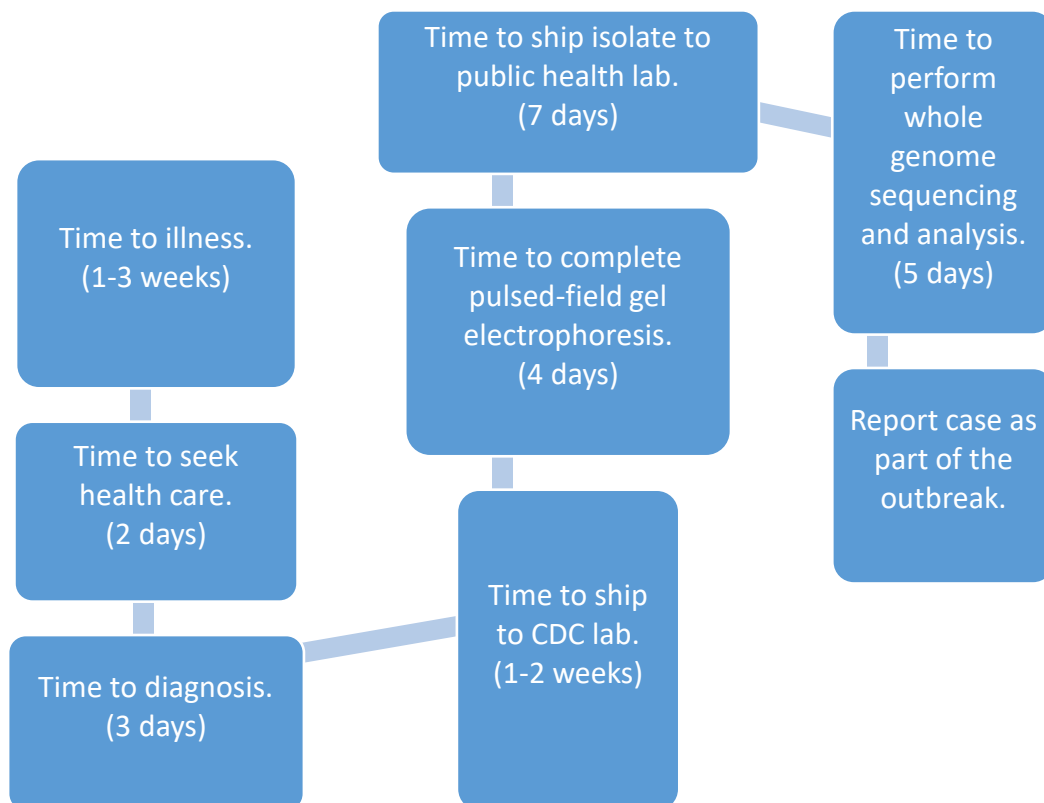 Time to illness.
(1-3 weeks)
Time to seek
health care.
(2 days)
Time to diagnosis.
(3 days)
Time to ship
to CDC lab.
(1-2 weeks)
Time to complete
pulsed-field gel
electrophoresis.
(4 days)
Time to ship isolate to
public health lab.
(7 days)
Time to
perform
whole
genome
sequencing
and analysis.
(5 days)
Report case as
part of the
outbreak.